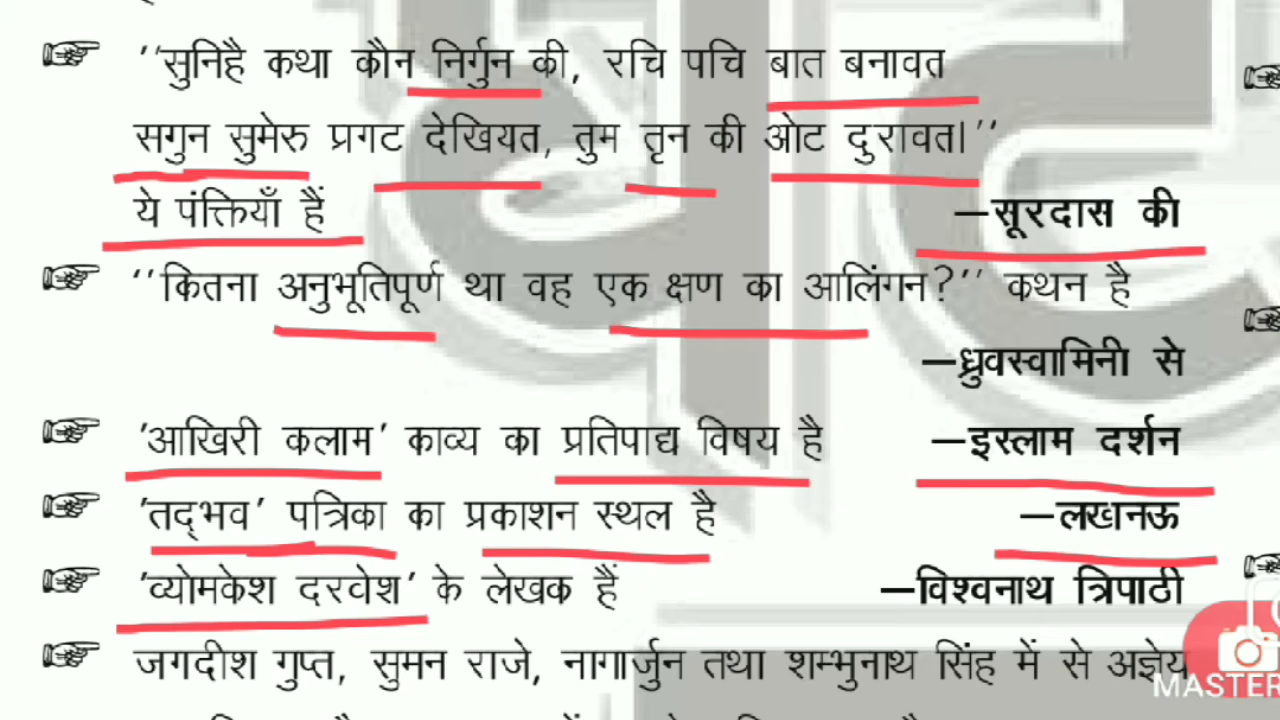 ''सुनिहै कथा कौन निर्गुन की, रचि पचि बात बनावत
सगुन सुमेरु प्रगट देखियत, तुम तृन की ओट दुरावत।''
ये पंक्तियाँ हैं —सूरदास की
''कितना अनुभूतिपूर्ण था वह एक क्षण का आलिंगन?'' कथन है
—ध्रुवस्वामिनी से
'आखिरी कलाम' काव्य का प्रतिपाद्य विषय है —इस्लाम दर्शन
'तद्भव' पत्रिका का प्रकाशन स्थल है —लखनऊ
'व्योमकेश दरवेश' के लेखक हैं —विश्वनाथ त्रिपाठी
जगदीश गुप्त, सुमन राजे, नागार्जुन तथा शम्भुनाथ सिंह में से अज्ञेय
MASTER